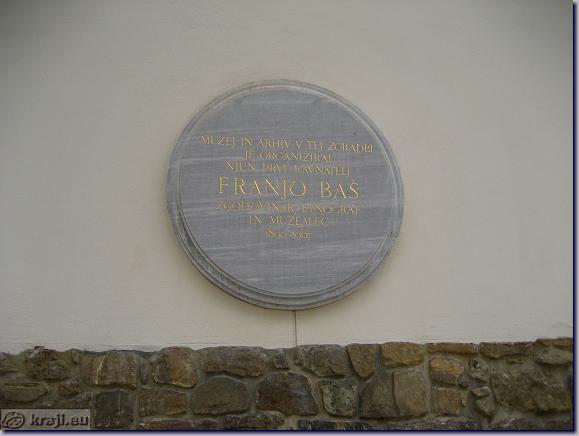 MUZEJ IN ARHIV V TEJ ZGRADBI
JE ORGANIZIRAL
NJUN PRVI RAVNATELJ
FRANJO BAŠ
ZGODOVINAR, ETNOGRAF
IN MUZEALEC
1899-1967
kraji.eu